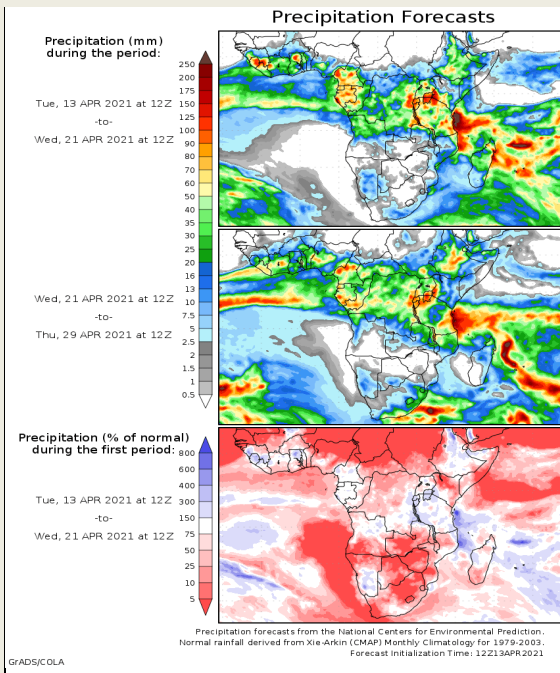 Precipitation Forecasts
Precipitation (mm)
during the period:
250
200
175
150
125
100
90
80
70
60
50
40
35
30
25
20
16
13
10
7.5
5
2.5
2
1.5
1
0.5
Tue, 13 APR 2021 at 12Z
-to-
Wed, 21 APR 2021 at 12Z
Wed, 21 APR 2021 at 12Z
-to-
Thu, 29 APR 2021 at 12Z
Precipitation (% of normal)
during the first period:
800
600
400
300
150
75
50
25
10
5
Tue, 13 APR 2021 at 12Z
-to-
Wed, 21 APR 2021 at 12Z
Precipitation forecasts from the National Centers for Environmental Prediction.
Normal rainfall derived from Xie-Arkin (CMAP) Monthly Climatology for 1979-2003.
Forecast Initialization Time: 12Z13APR2021
GrADS/COLA